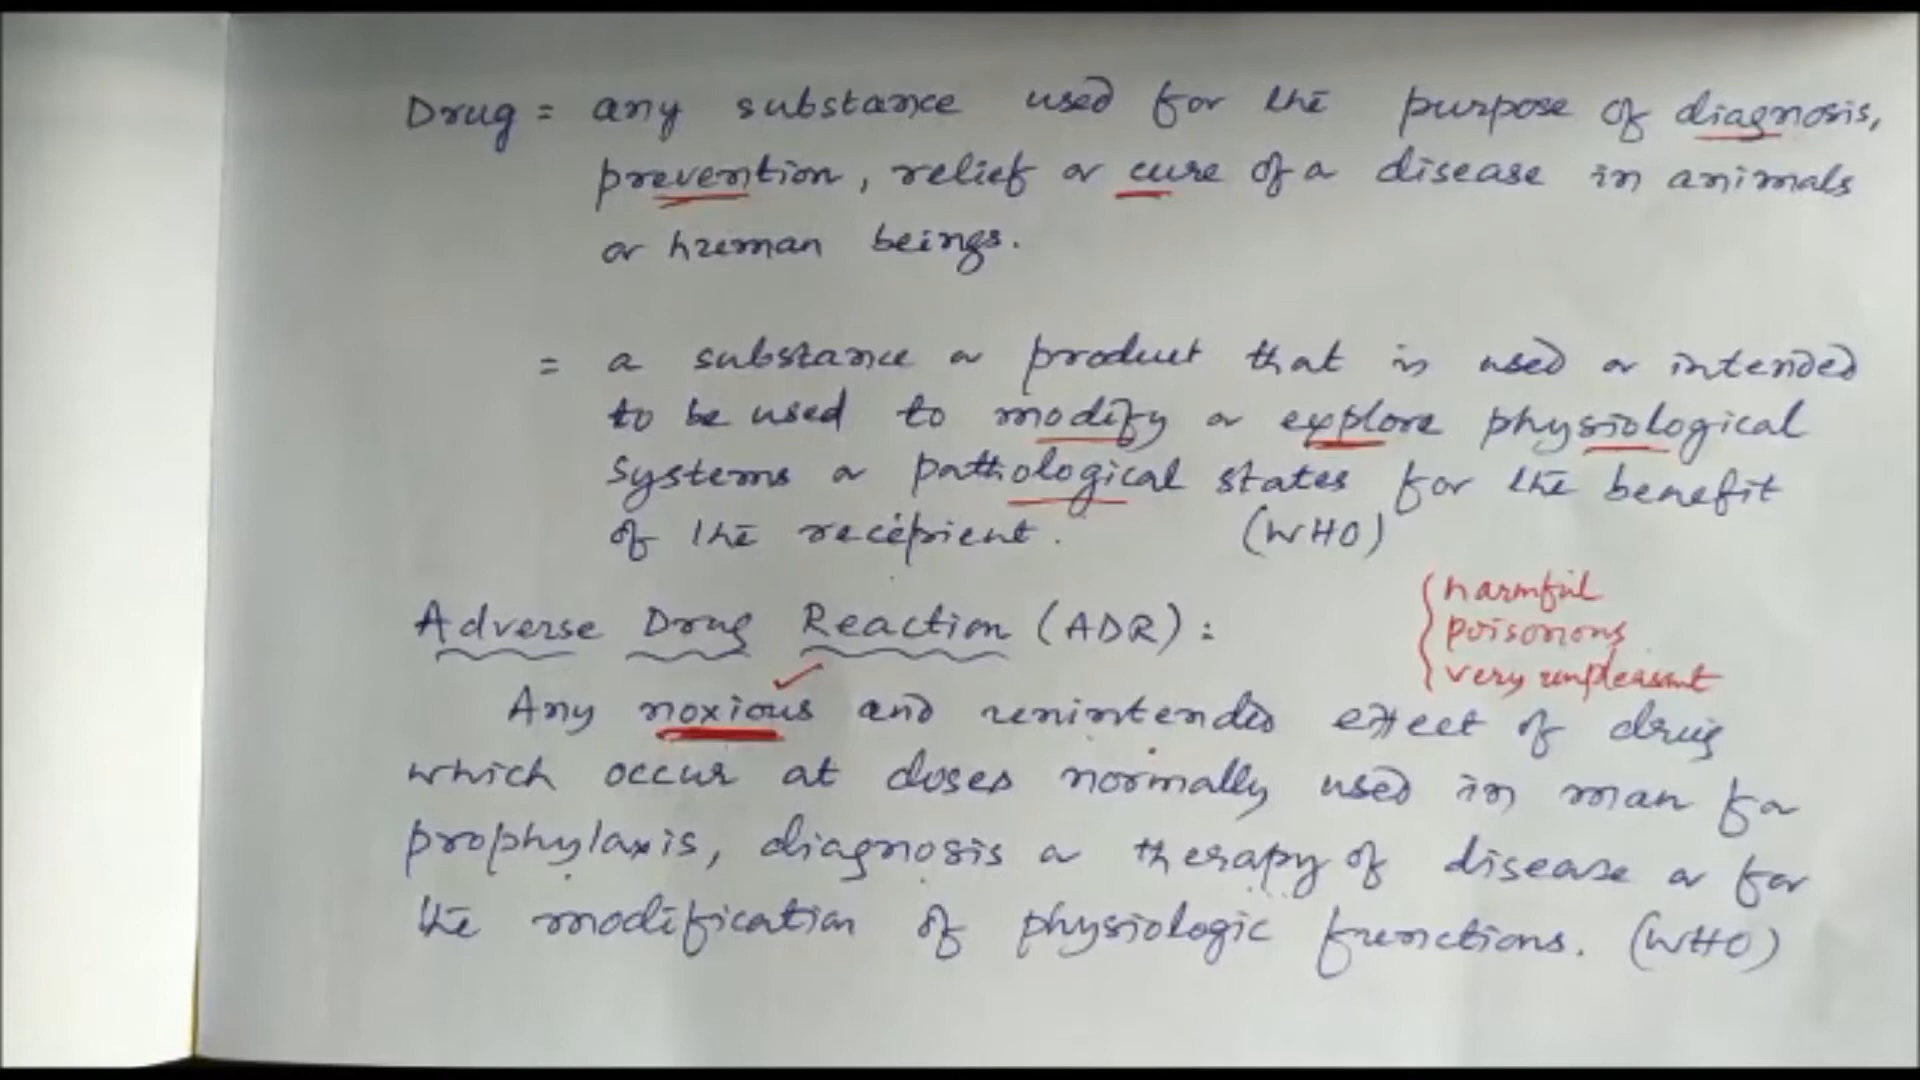 Drug = any substance used for the purpose of diagnosis,
prevention, relief or cure of a disease in animals
or human beings.
= a substance or product that is used or intended
to be used to modify or explore physiological
systems or pathological states for the benefit
of the recipient. (WHO)
Adverse Drug Reaction (ADR):
harmful
poisonous
very unpleasant
Any noxious and unintended effect of drug
which occur at doses normally used in man for
prophylaxis, diagnosis or therapy of disease or for
the modification of physiologic functions. (WHO)